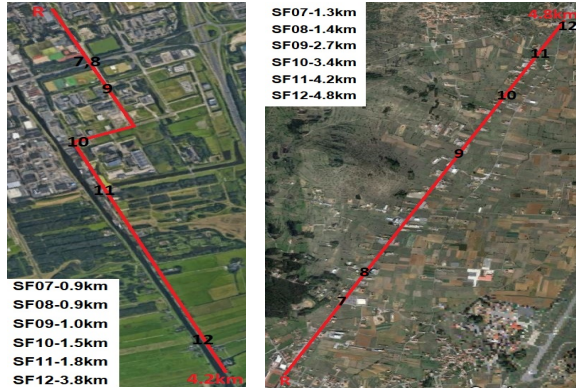 R
7,8
9
10
11
12
4.2km
SF07-0.9km
SF08-0.9km
SF09-1.0km
SF10-1.5km
SF11-1.8km
SF12-3.8km
SF07-1.3km
SF08-1.4km
SF09-2.7km
SF10-3.4km
SF11-4.2km
SF12-4.8km
4.8km
12
11
10
9
8
7
R